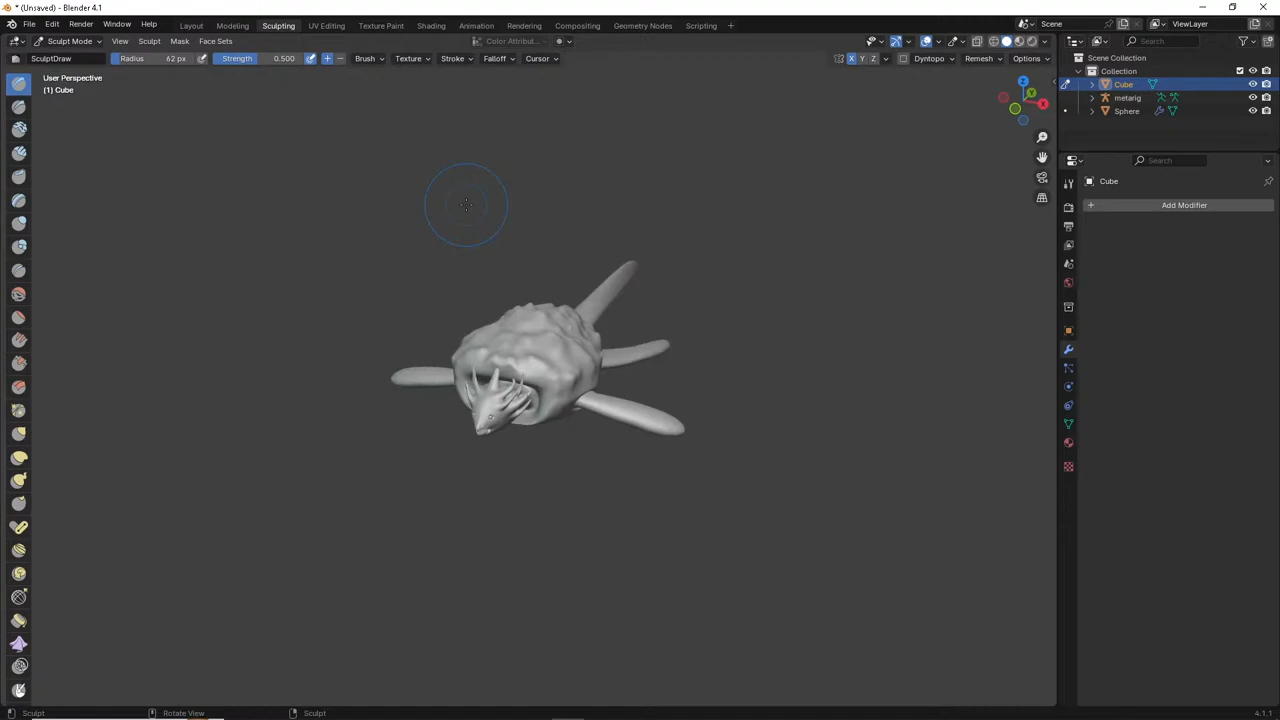 * (Unsaved) - Blender 4.1
File Edit Render Window Help Layout Modeling Sculpting UV Editing Texture Paint Shading Animation Rendering Compositing Geometry Nodes Scripting + Scene ViewLayer
Sculpt Mode View Sculpt Mask Face Sets Color Attribut... Search
SculptDraw Radius 62 px Strength 0.500 + − Brush Texture Stroke Falloff Cursor X Y Z Dyntopo Remesh Options
Scene Collection
Collection
User Perspective
(1) Cube
Cube
metarig
Sphere
Z
Y
X
Search
Cube
+ Add Modifier
Sculpt Rotate View Sculpt 4.1.1